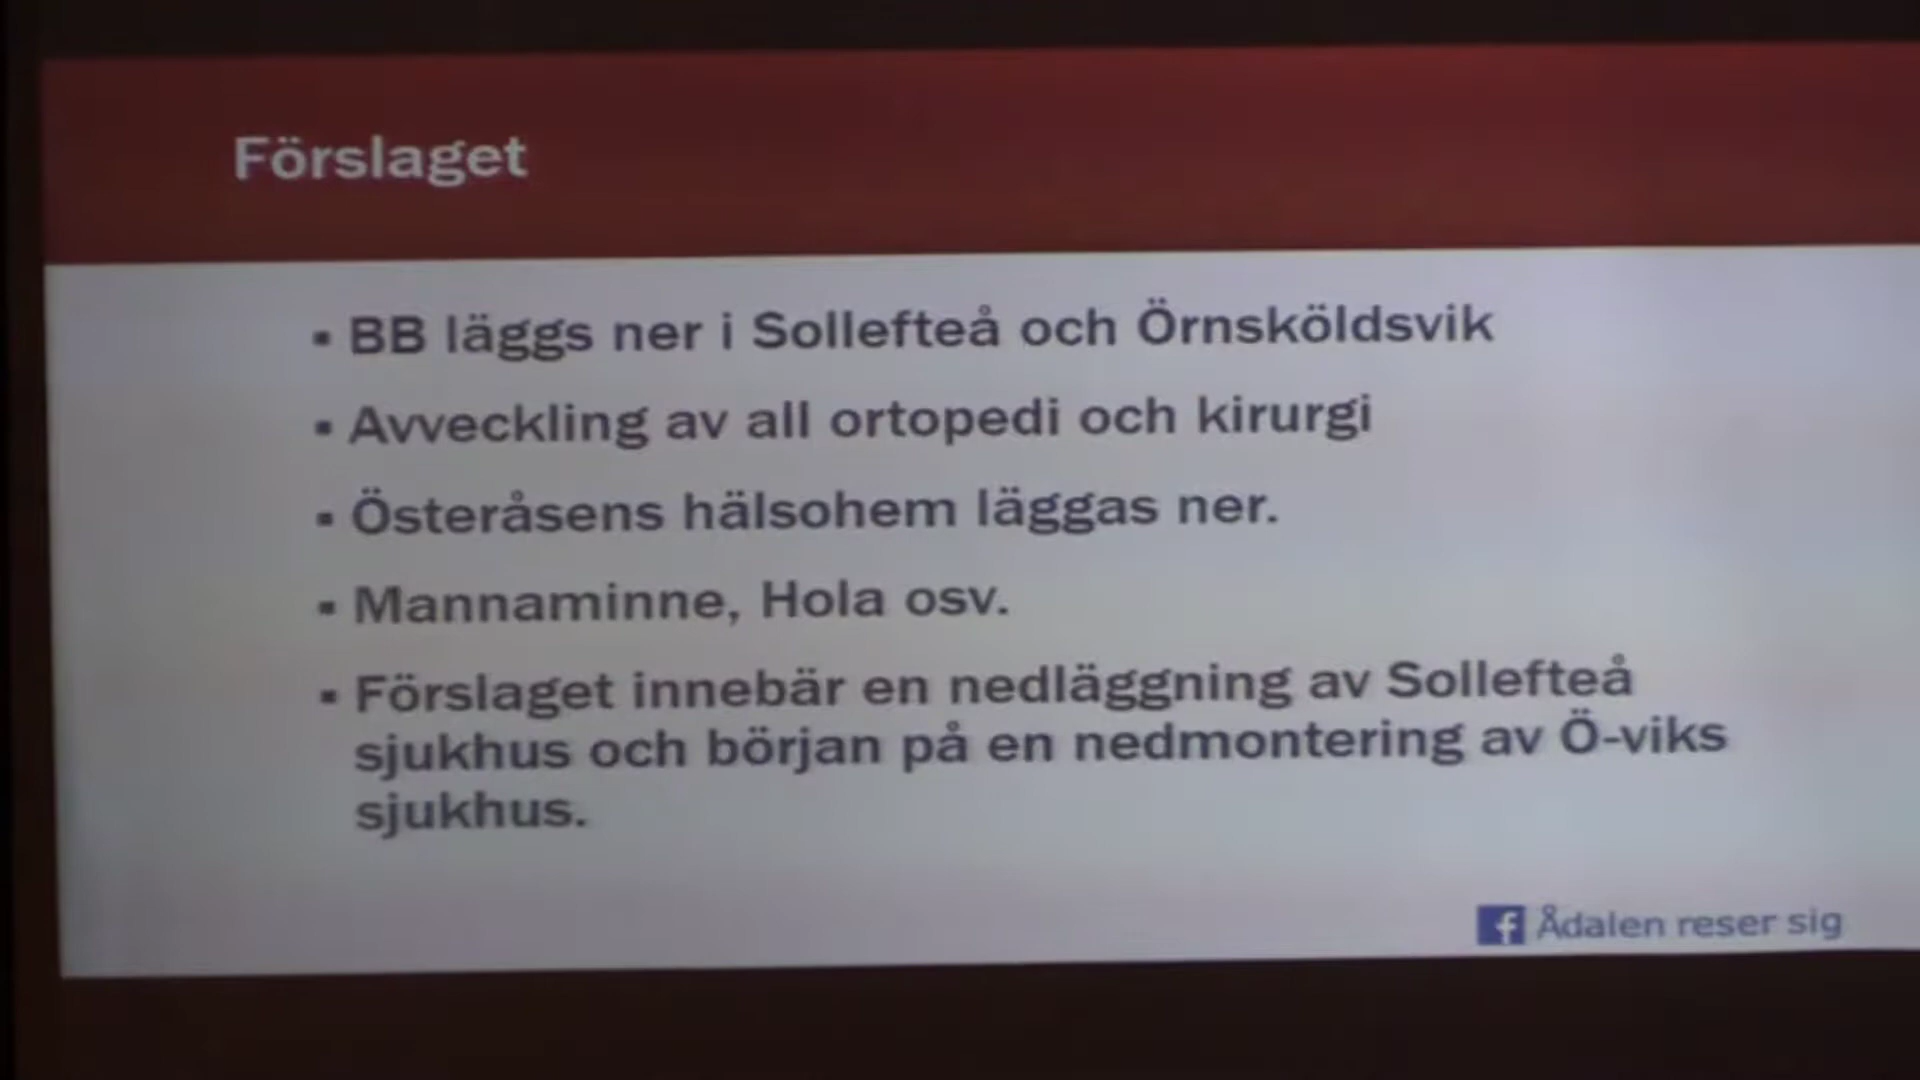 Förslaget
▪ BB läggs ner i Sollefteå och Örnsköldsvik
▪ Avveckling av all ortopedi och kirurgi
▪ Österåsens hälsohem läggas ner.
▪ Mannaminne, Hola osv.
▪ Förslaget innebär en nedläggning av Sollefteå
sjukhus och början på en nedmontering av Ö-viks
sjukhus.
f Ådalen reser sig